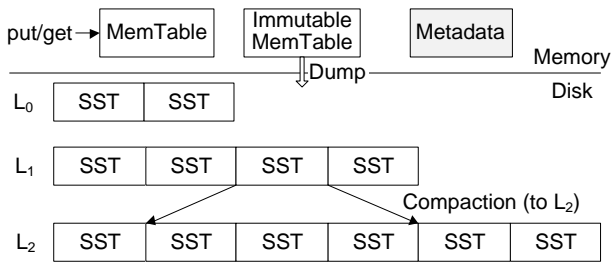 put/get
MemTable
Immutable
MemTable
Metadata
Memory
Dump
Disk
L0 SST SST
L1 SST SST SST SST
Compaction (to L2)
L2 SST SST SST SST SST SST